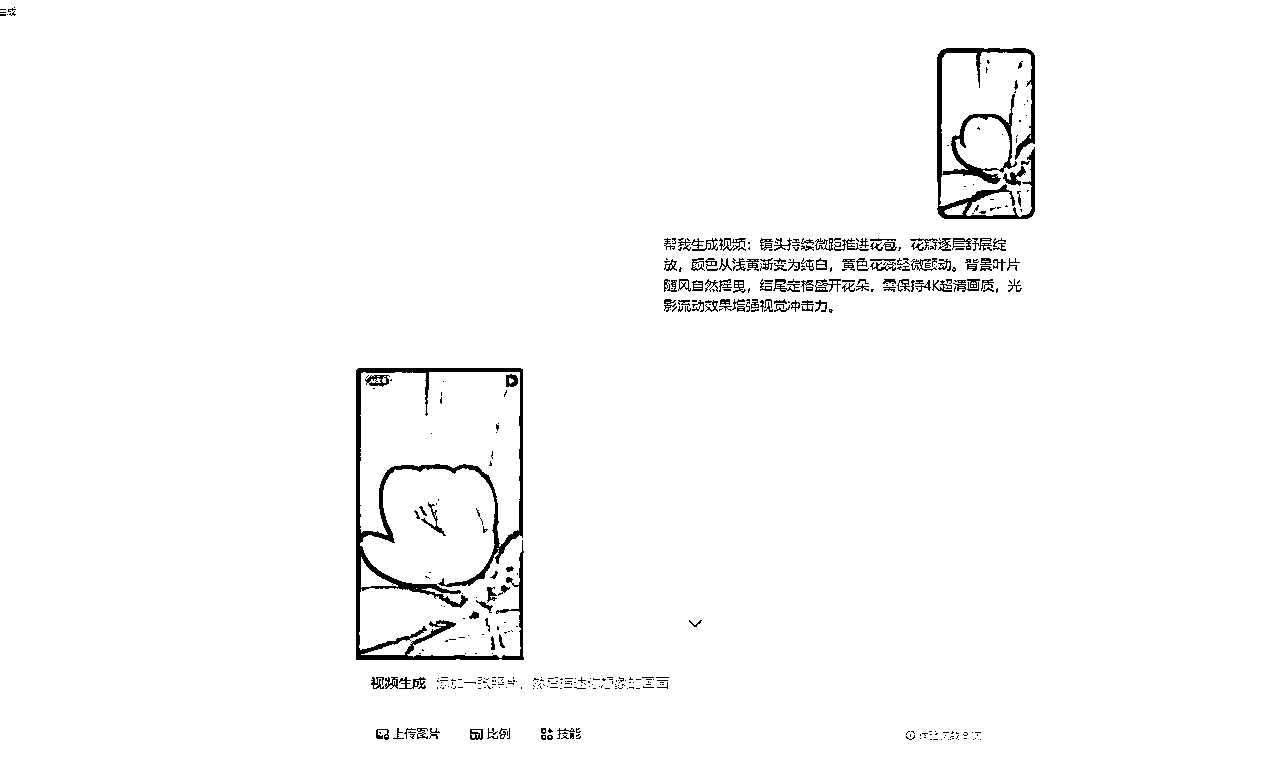 生成
帮我生成视频：镜头持续微距推进花苞，花瓣逐层舒展绽
放，颜色从浅黄渐变为纯白，黄色花蕊轻微颤动。背景叶片
随风自然摇曳，结尾定格盛开花朵，需保持4K超清画质，光
影流动效果增强视觉冲击力。
视频生成 添加一张照片，然后描述你想象的画面
上传图片 比例 技能